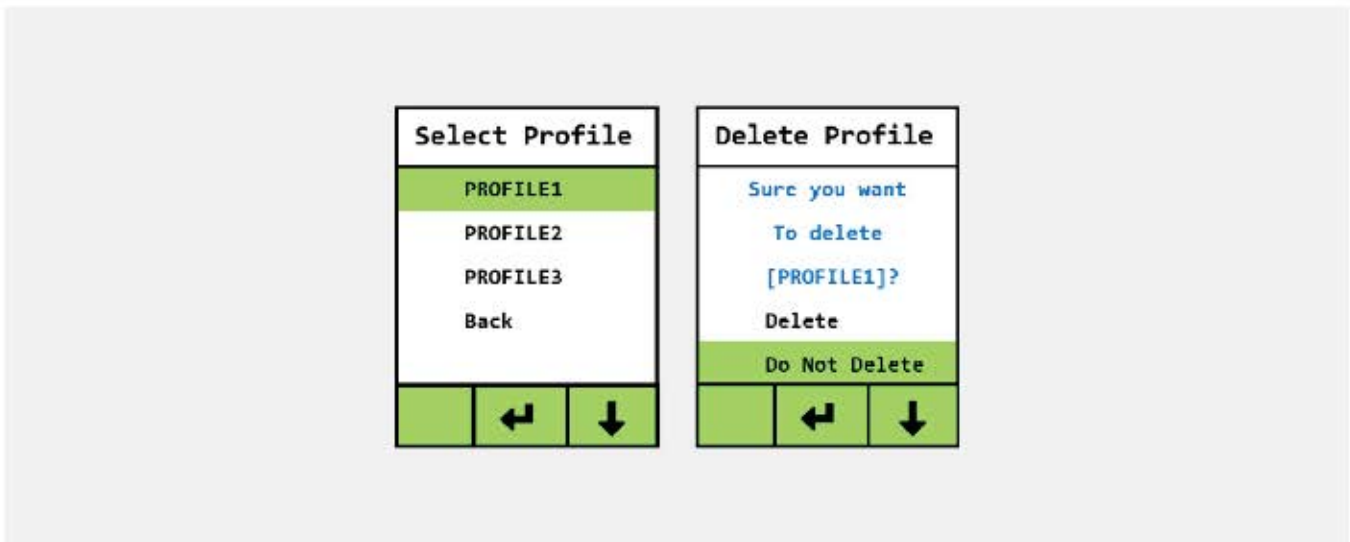 Select Profile
PROFILE1
PROFILE2
PROFILE3
Back
Delete Profile
Sure you want
To delete
[PROFILE1]?
Delete
Do Not Delete